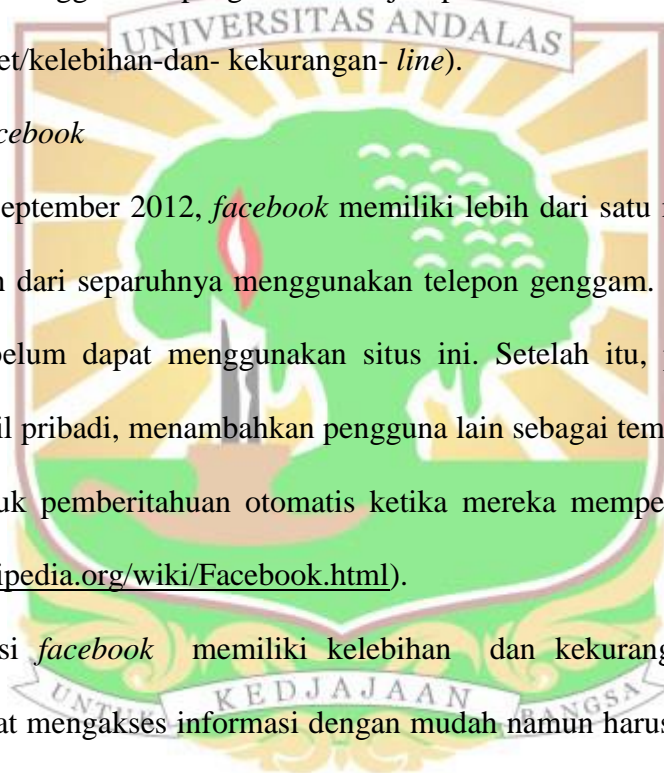 UNIVERSITAS ANDALAS
et/kelebihan-dan- kekurangan- line).
cebook
eptember 2012, facebook memiliki lebih dari satu
dari separuhnya menggunakan telepon genggam.
belum dapat menggunakan situs ini. Setelah itu,
il pribadi, menambahkan pengguna lain sebagai tem
uk pemberitahuan otomatis ketika mereka mempe
ipedia.org/wiki/Facebook.html).
si facebook memiliki kelebihan dan kekurang
UNTUK KEDJAJAAN BANGSA
at mengakses informasi dengan mudah namun harus